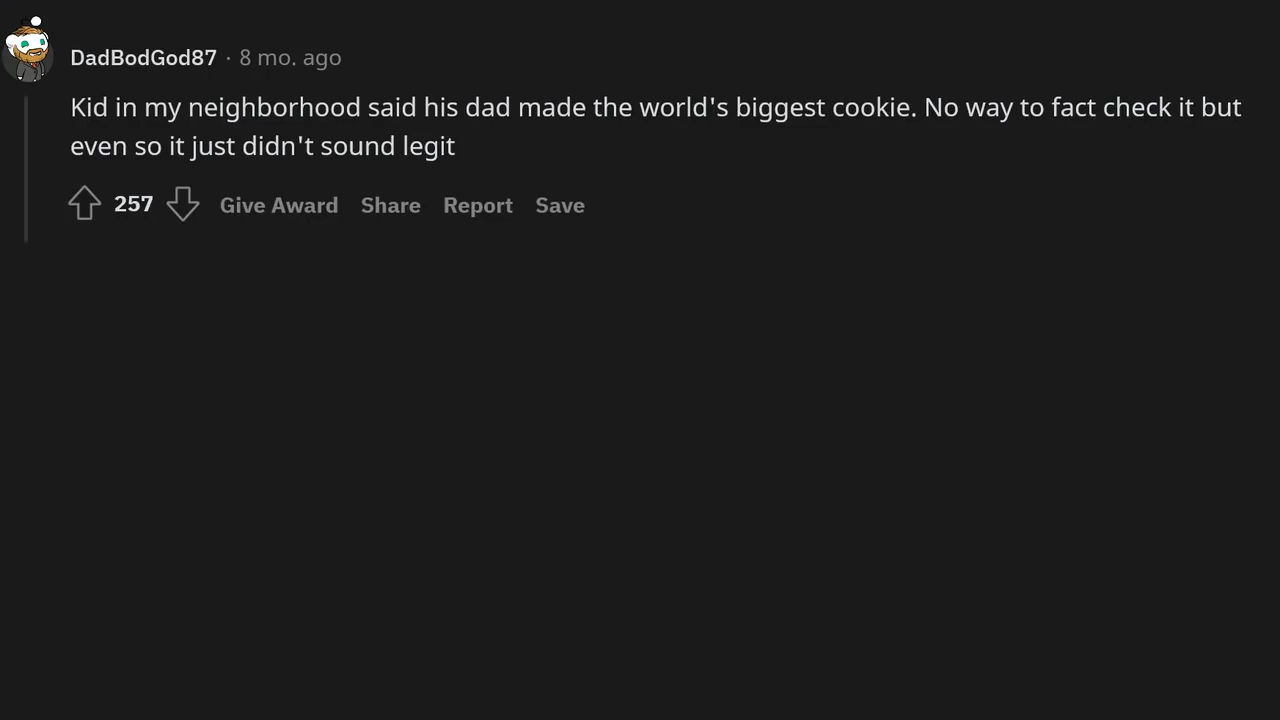 DadBodGod87 · 8 mo. ago
Kid in my neighborhood said his dad made the world's biggest cookie. No way to fact check it but
even so it just didn't sound legit
257 Give Award Share Report Save